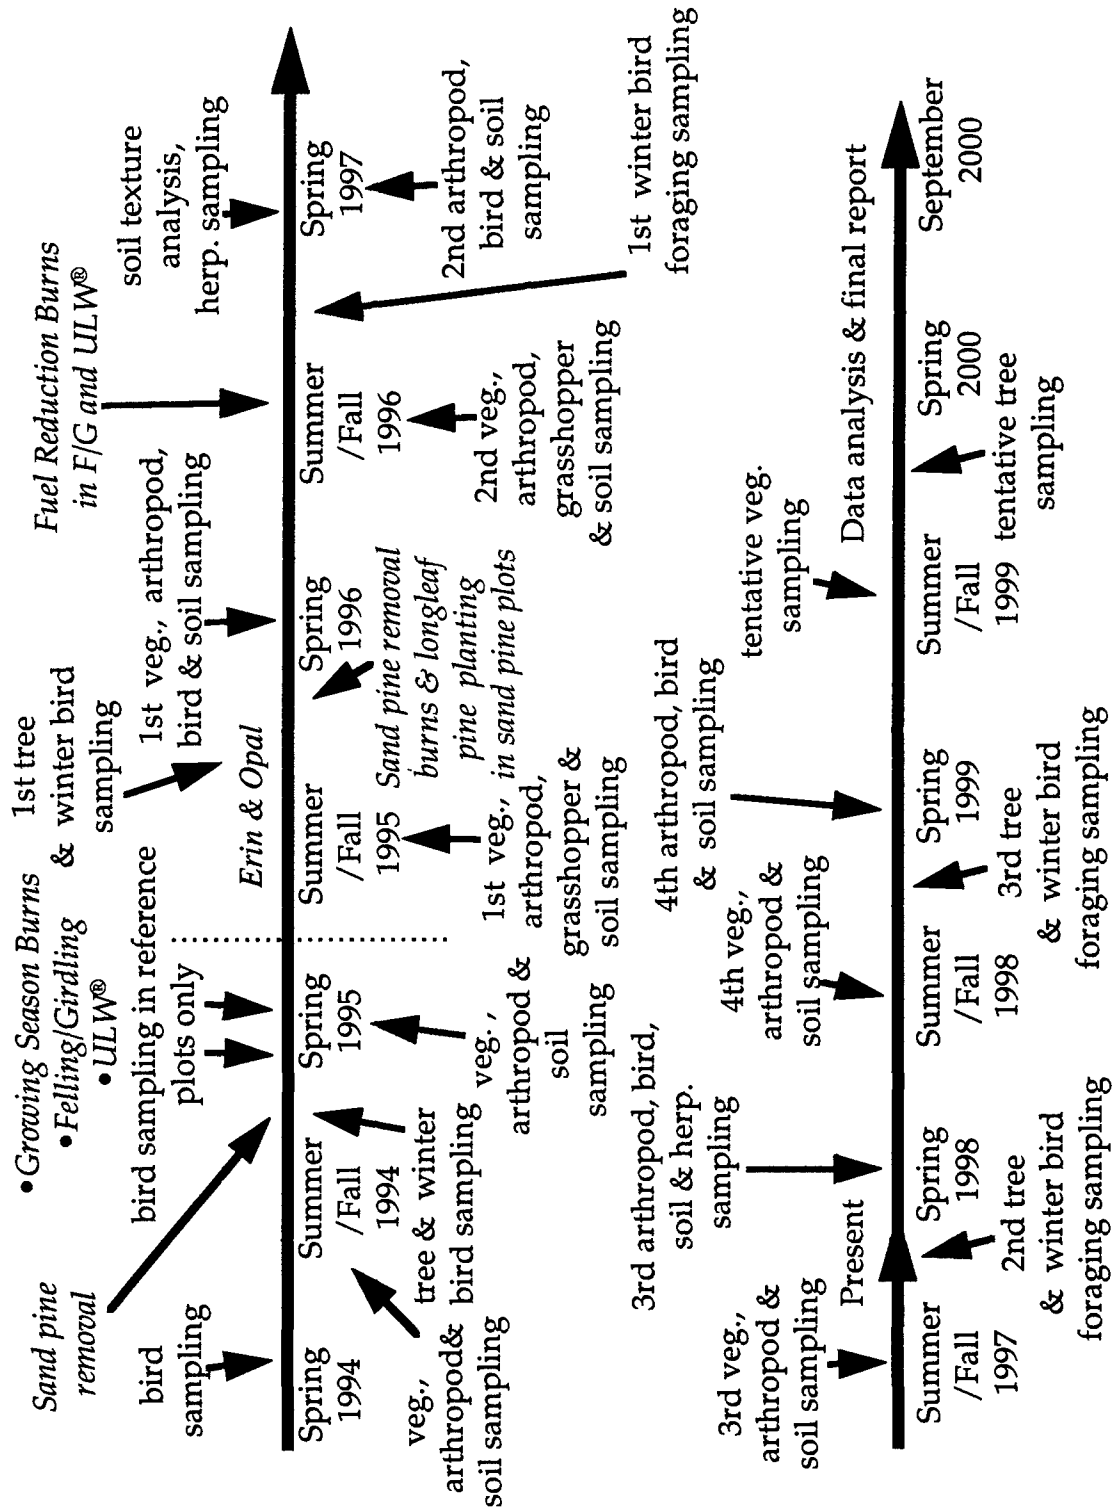 •Growing Season Burns
•Felling/Girdling
•ULW®
Sand pine
removal
bird
sampling
bird sampling in reference
plots only
1st tree
& winter bird
sampling
Erin & Opal
1st veg., arthropod,
bird & soil sampling
Fuel Reduction Burns
in F/G and ULW®
soil texture
analysis,
herp. sampling
Spring
1994
Summer
/Fall
1994
Spring
1995
Summer
/Fall
1995
Spring
1996
Summer
/Fall
1996
Spring
1997
veg.,
arthropod&
soil sampling
tree & winter
bird sampling
veg.,
arthropod &
soil
sampling
1st veg.,
arthropod,
grasshopper &
soil sampling
Sand pine removal
burns & longleaf
pine planting
in sand pine plots
2nd veg.,
arthropod,
grasshopper
& soil sampling
2nd arthropod,
bird & soil
sampling
1st winter bird
foraging sampling
3rd veg.,
arthropod &
soil sampling
Present
3rd arthropod, bird,
soil & herp.
sampling
4th veg.,
arthropod &
soil sampling
4th arthropod, bird
& soil sampling
tentative veg.
sampling
Data analysis & final report
Summer
/Fall
1997
Spring
1998
Summer
/Fall
1998
Spring
1999
Summer
/Fall
1999
Spring
2000
September
2000
2nd tree
& winter bird
foraging sampling
3rd tree
& winter bird
foraging sampling
tentative tree
sampling